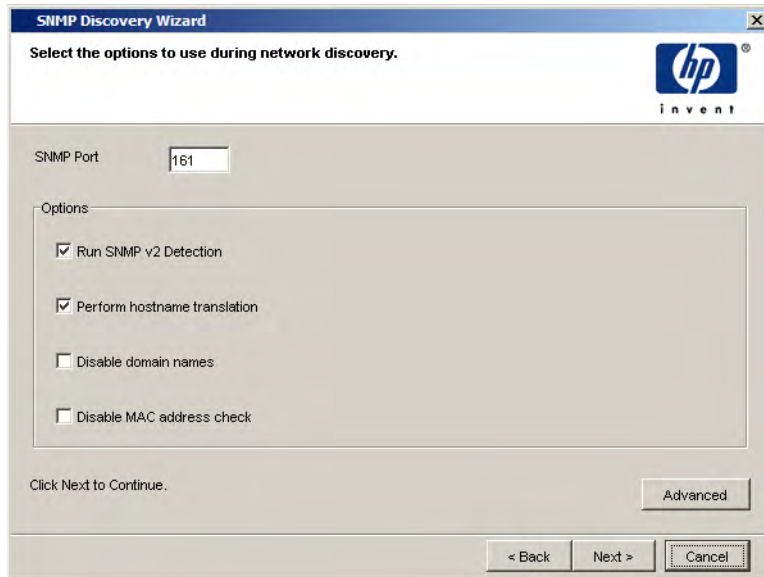 SNMP Discovery Wizard
Select the options to use during network discovery.
hp
®
invent
SNMP Port 161
Options
Run SNMP v2 Detection
Perform hostname translation
Disable domain names
Disable MAC address check
Click Next to Continue.
Advanced
< Back Next > Cancel